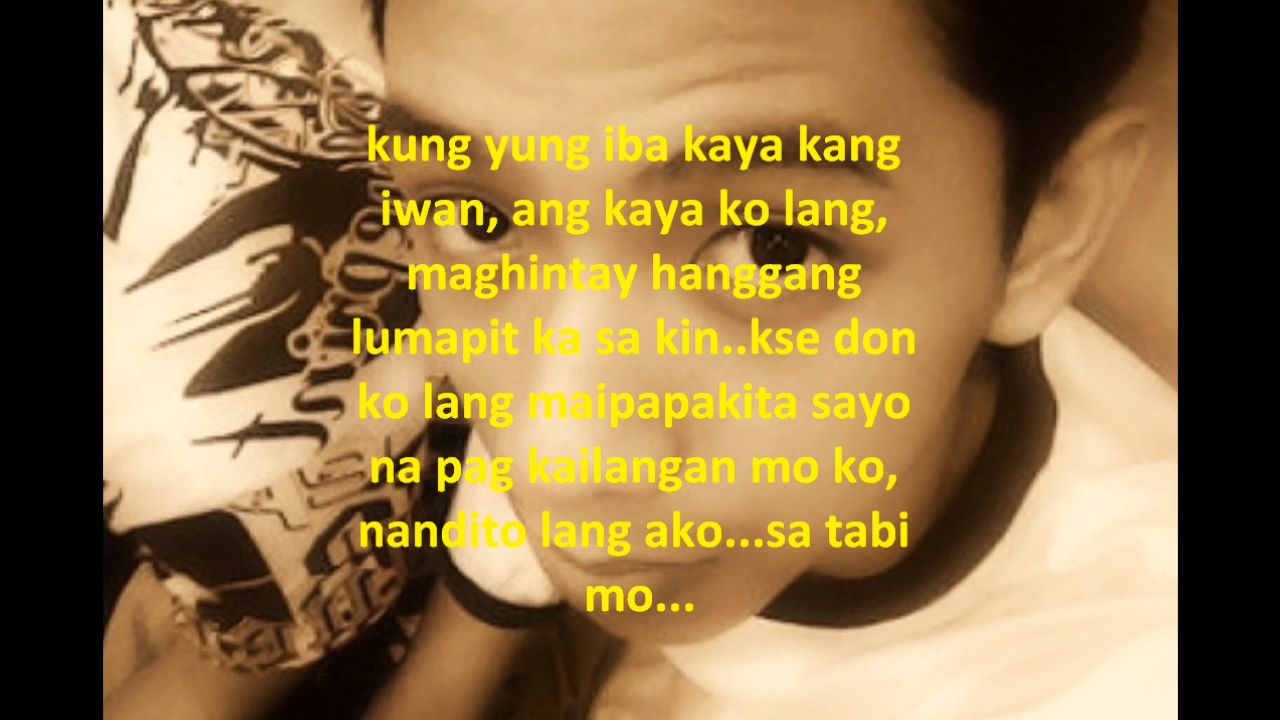 kung yung iba kaya kang
iwan, ang kaya ko lang,
maghintay hanggang
lumapit ka sa kin..kse don
ko lang maipapakita sayo
na pag kailangan mo ko,
nandito lang ako...sa tabi
mo...